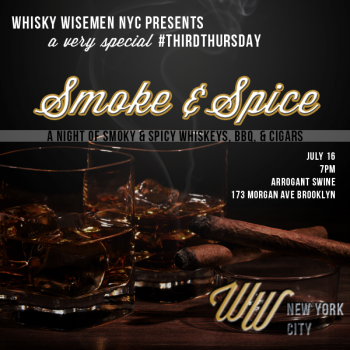 WHISKY WISEMEN NYC PRESENTS
a very special #THIRDTHURSDAY
Smoke & Spice
A NIGHT OF SMOKY & SPICY WHISKEYS, BBQ, & CIGARS
JULY 16
7PM
ARROGANT SWINE
173 MORGAN AVE BROOKLYN
WW NEW YORK
CITY